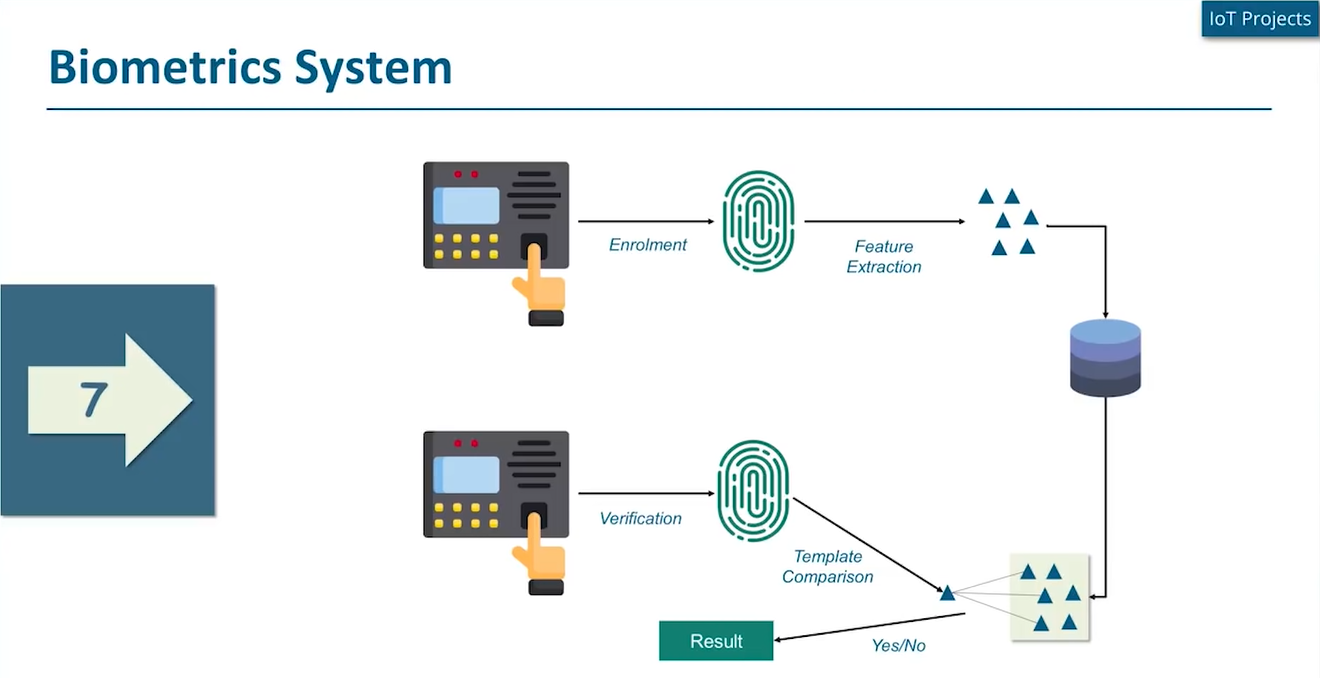 IoT Projects
Biometrics System
Enrolment
Feature
Extraction
7
Verification
Template
Comparison
Result
Yes/No